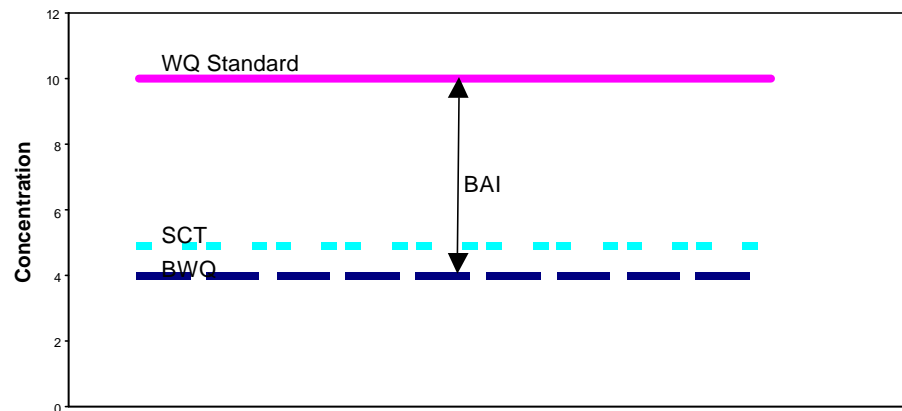 12
WQ Standard
10
8
BAI
6
Concentration
SCT
BWQ
4
2
0